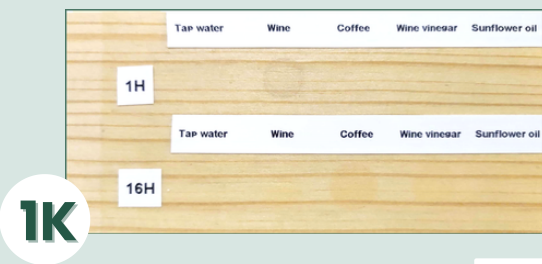 Tap water Wine Coffee Wine vinegar Sunflower oil
1H
Tap water Wine Coffee Wine vinegar Sunflower oil
16H
1K